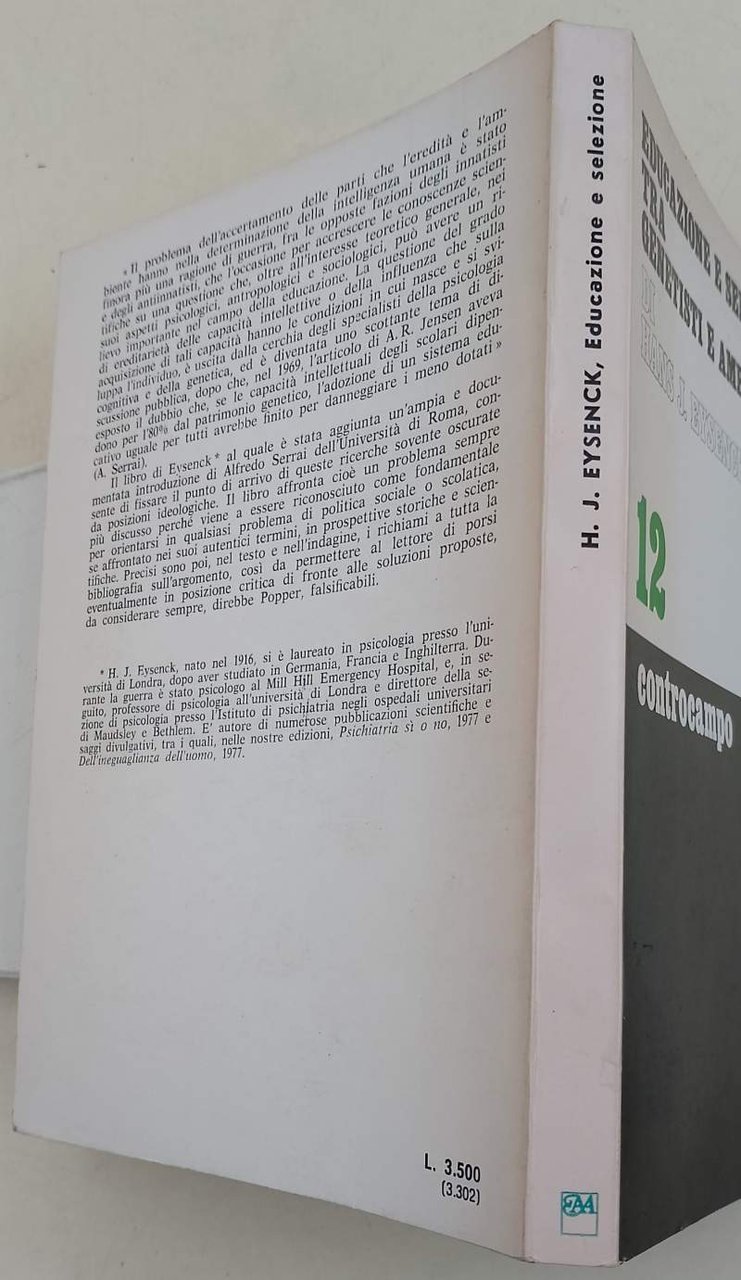 « Il problema dell'accertamento delle parti che l'eredità e l'am-
biente hanno nella determinazione della intelligenza umana è stato
finora più una ragione di guerra, fra le opposte fazioni degli innatisti
e degli antiinnatisti, che l'occasione per accrescere le conoscenze scien-
tifiche su una questione che, oltre all'interesse teorico generale, nei
suoi aspetti psicologici, antropologici e sociologici, può avere un ri-
lievo importante nel campo della educazione. La questione del grado
di ereditarietà delle capacità intellettive o della influenza che sulla
acquisizione di tali capacità hanno le condizioni in cui nasce e si svi-
luppa l'individuo, è uscita dalla cerchia degli specialisti della psicologia
cognitiva e della genetica, ed è diventata uno scottante tema di di-
scussione pubblica, dopo che, nel 1969, l'articolo di A. R. Jensen aveva
esposto il dubbio che, se le capacità intellettuali degli scolari dipen-
dono per l'80% dal patrimonio genetico, l'adozione di un sistema edu-
cativo uguale per tutti avrebbe finito per danneggiare i meno dotati »
(A. Serrai).
Il libro di Eysenck * al quale è stata aggiunta un'ampia e docu-
mentata introduzione di Alfredo Serrai dell'Università di Roma, con-
sente di fissare il punto di arrivo di queste ricerche sovente oscurate
da posizioni ideologiche. Il libro affronta cioè un problema sempre
più discusso perché viene a essere riconosciuto come fondamentale
per orientarsi in qualsiasi problema di politica sociale o scolastica,
se affrontato nei suoi autentici termini, in prospettive storiche e scien-
tifiche. Precisi sono poi, nel testo e nell'indagine, i richiami a tutta la
bibliografia sull'argomento, così da permettere al lettore di porsi
eventualmente in posizione critica di fronte alle soluzioni proposte,
da considerare sempre, direbbe Popper, falsificabili.
* H. J. Eysenck, nato nel 1916, si è laureato in psicologia presso l'uni-
versità di Londra, dopo aver studiato in Germania, Francia e Inghilterra. Du-
rante la guerra è stato psicologo al Mill Hill Emergency Hospital, e, in se-
guito, professore di psicologia all'università di Londra e direttore della se-
zione di psicologia presso l'Istituto di psichiatria negli ospedali universitari
di Maudsley e Bethlem. E' autore di numerose pubblicazioni scientifiche e
saggi divulgativi, tra i quali, nelle nostre edizioni, Psichiatria sì o no, 1977 e
Dell'ineguaglianza dell'uomo, 1977.
L. 3.500
(3.302)
H. J. EYSENCK, Educazione e selezione
EDUCAZIONE E SE
TRA
GENETISTI E AM
DI
HANS J. EYSENC
12
controcampo